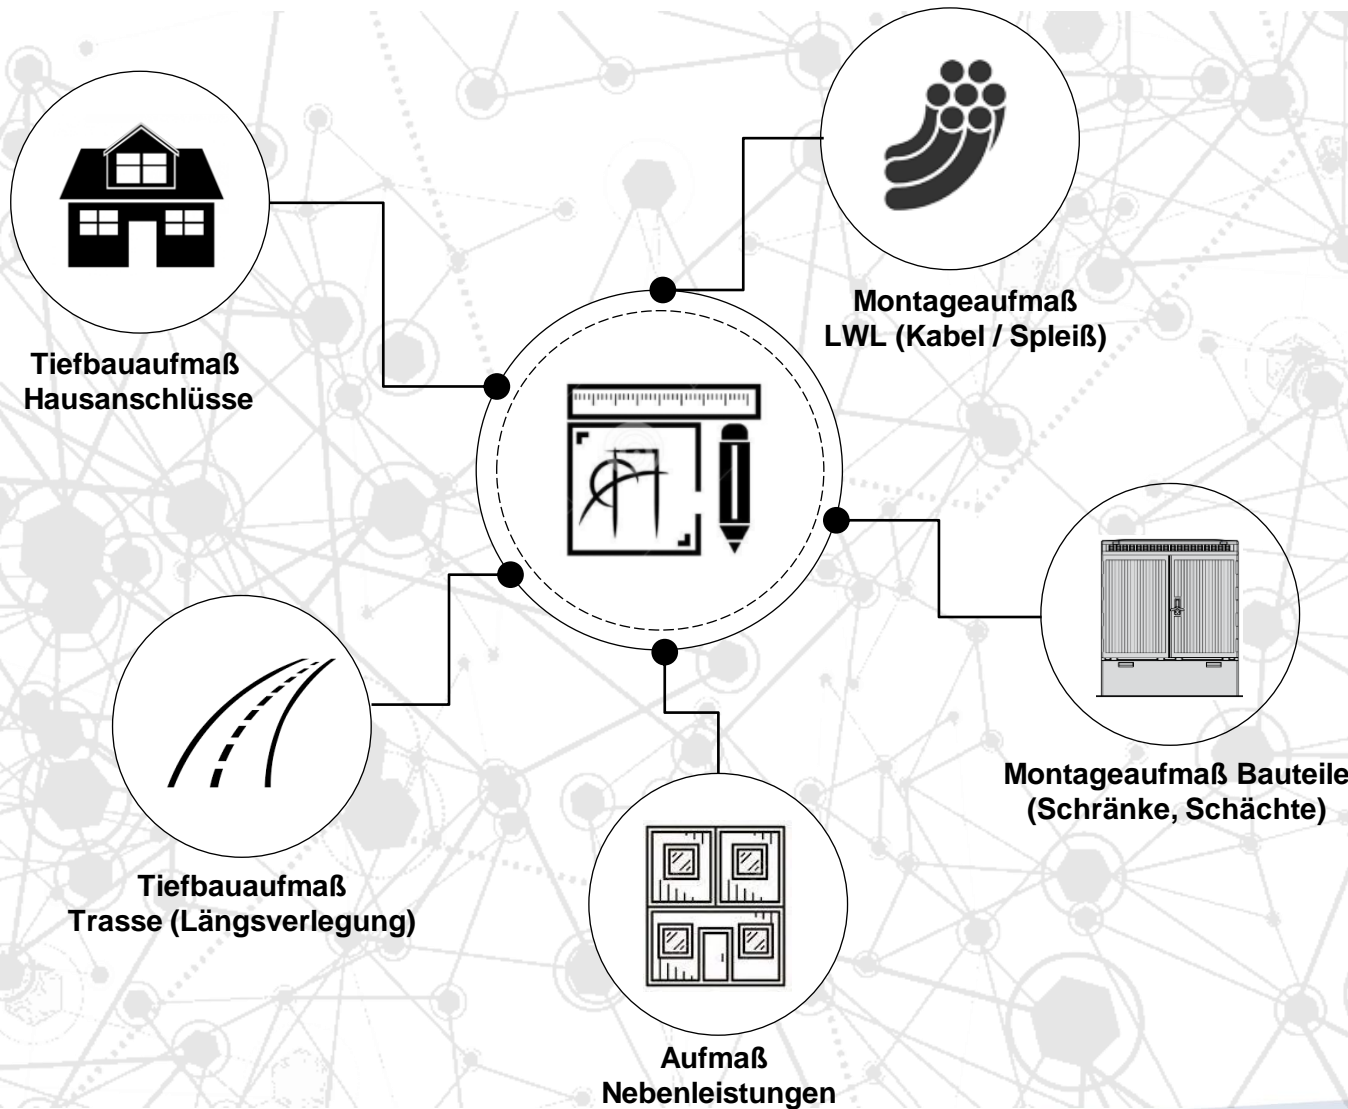 Montageaufmaß
LWL (Kabel / Spleiß)
Tiefbauaufmaß
Hausanschlüsse
Montageaufmaß Bauteile
(Schränke, Schächte)
Tiefbauaufmaß
Trasse (Längsverlegung)
Aufmaß
Nebenleistungen